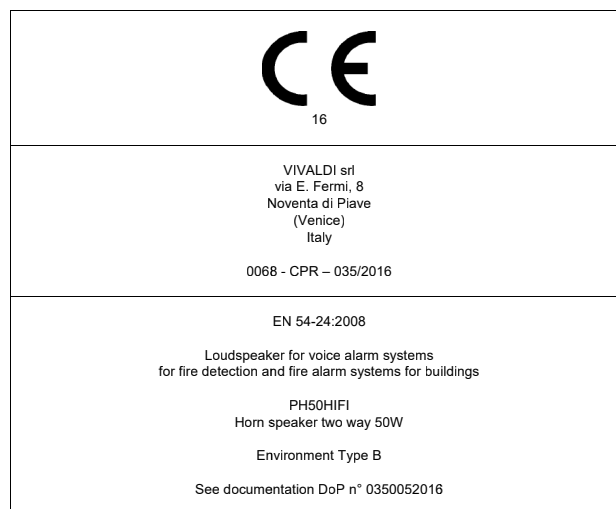 CE
16
VIVALDI srl
via E. Fermi, 8
Noventa di Piave
(Venice)
Italy
0068 - CPR – 035/2016
EN 54-24:2008
Loudspeaker for voice alarm systems
for fire detection and fire alarm systems for buildings
PH50HIFI
Horn speaker two way 50W
Environment Type B
See documentation DoP n° 0350052016